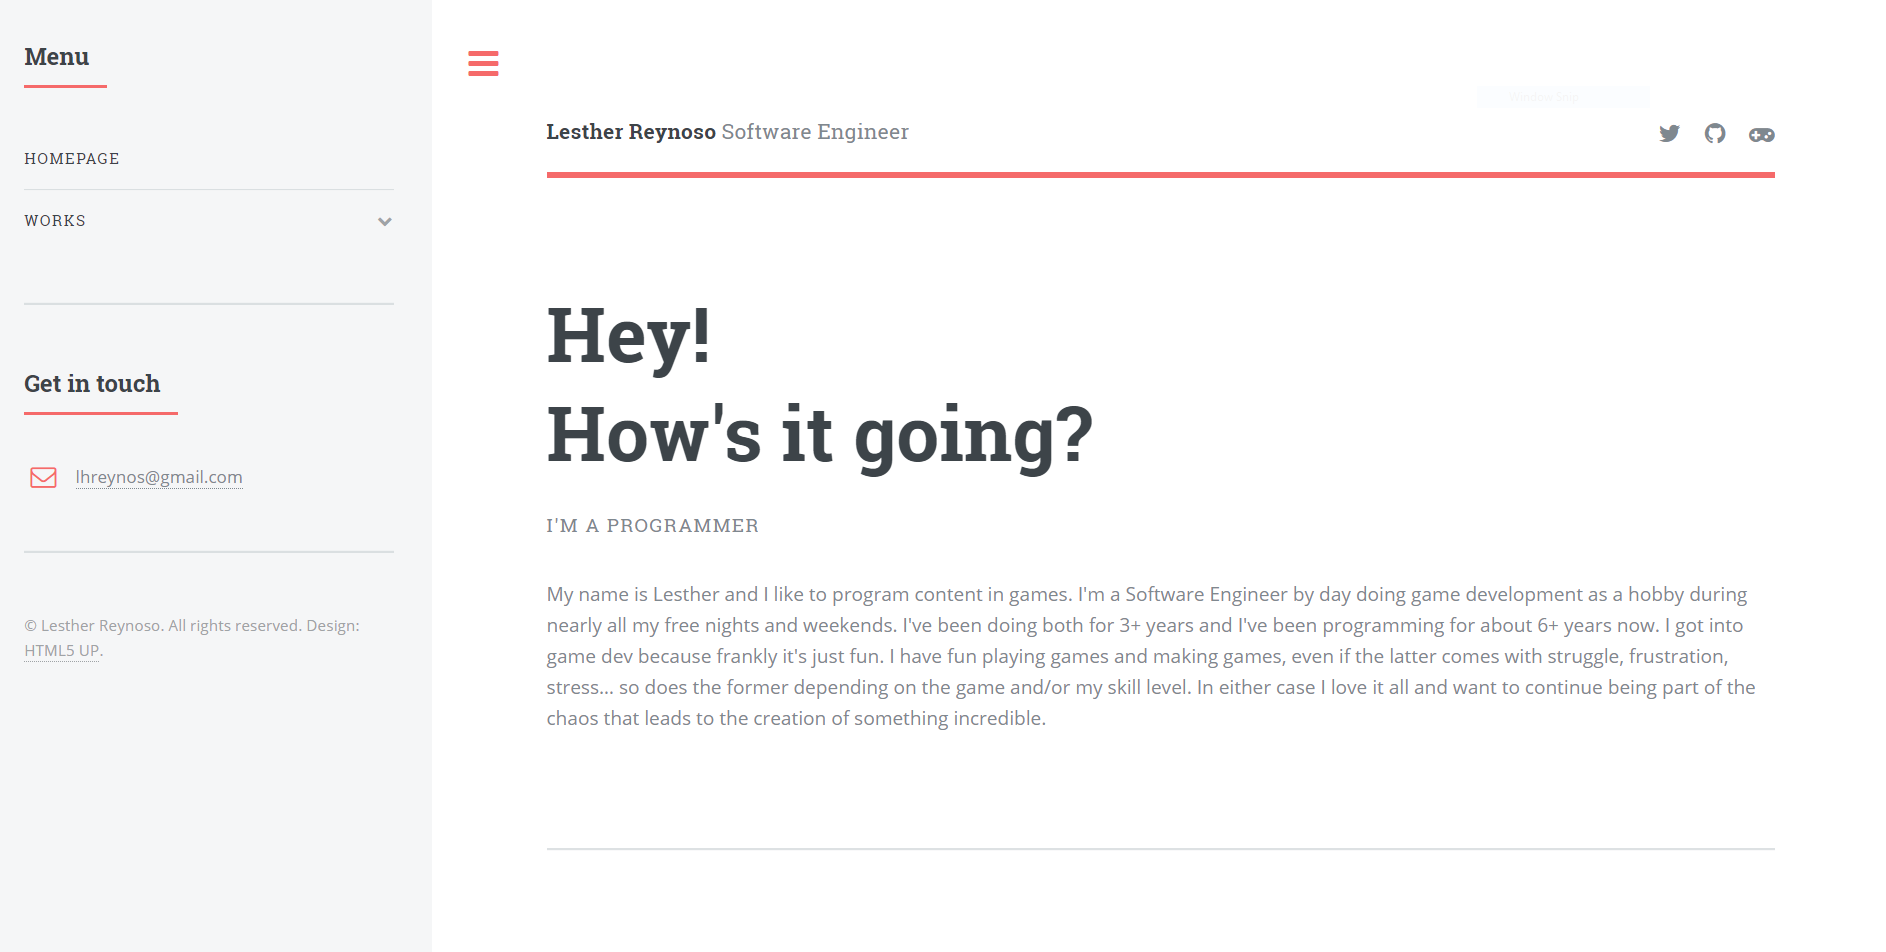 Menu
HOMEPAGE
WORKS
Get in touch
lhreynos@gmail.com
© Lesther Reynoso. All rights reserved. Design:
HTML5 UP.
Window Snip
Lesther Reynoso Software Engineer
Hey!
How's it going?
I'M A PROGRAMMER
My name is Lesther and I like to program content in games. I'm a Software Engineer by day doing game development as a hobby during
nearly all my free nights and weekends. I've been doing both for 3+ years and I've been programming for about 6+ years now. I got into
game dev because frankly it's just fun. I have fun playing games and making games, even if the latter comes with struggle, frustration,
stress... so does the former depending on the game and/or my skill level. In either case I love it all and want to continue being part of the
chaos that leads to the creation of something incredible.